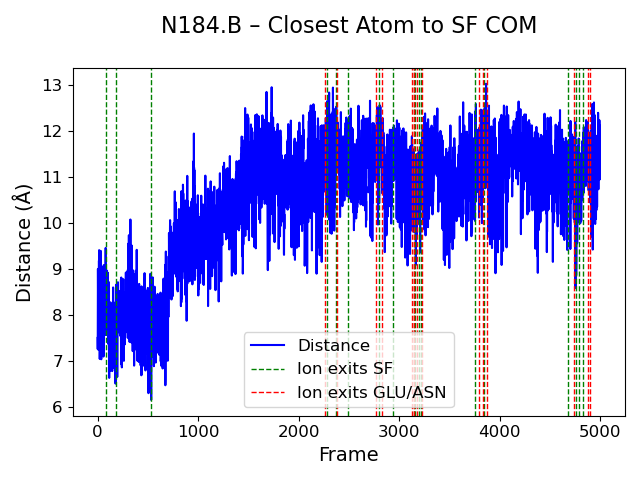 N184.B – Closest Atom to SF COM
Distance (Å)
13
12
11
10
9
8
7
6
Distance
Ion exits SF
Ion exits GLU/ASN
0 1000 2000 3000 4000 5000
Frame